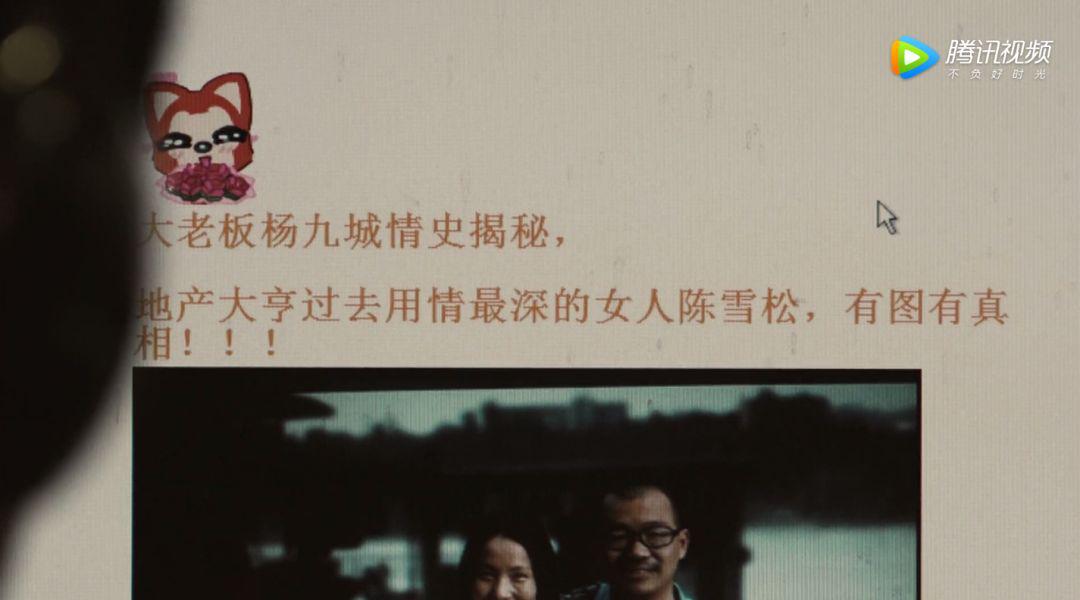 腾讯视频
不负好时光
大老板杨九城情史揭秘，
地产大亨过去用情最深的女人陈雪松，有图有真
相！！！